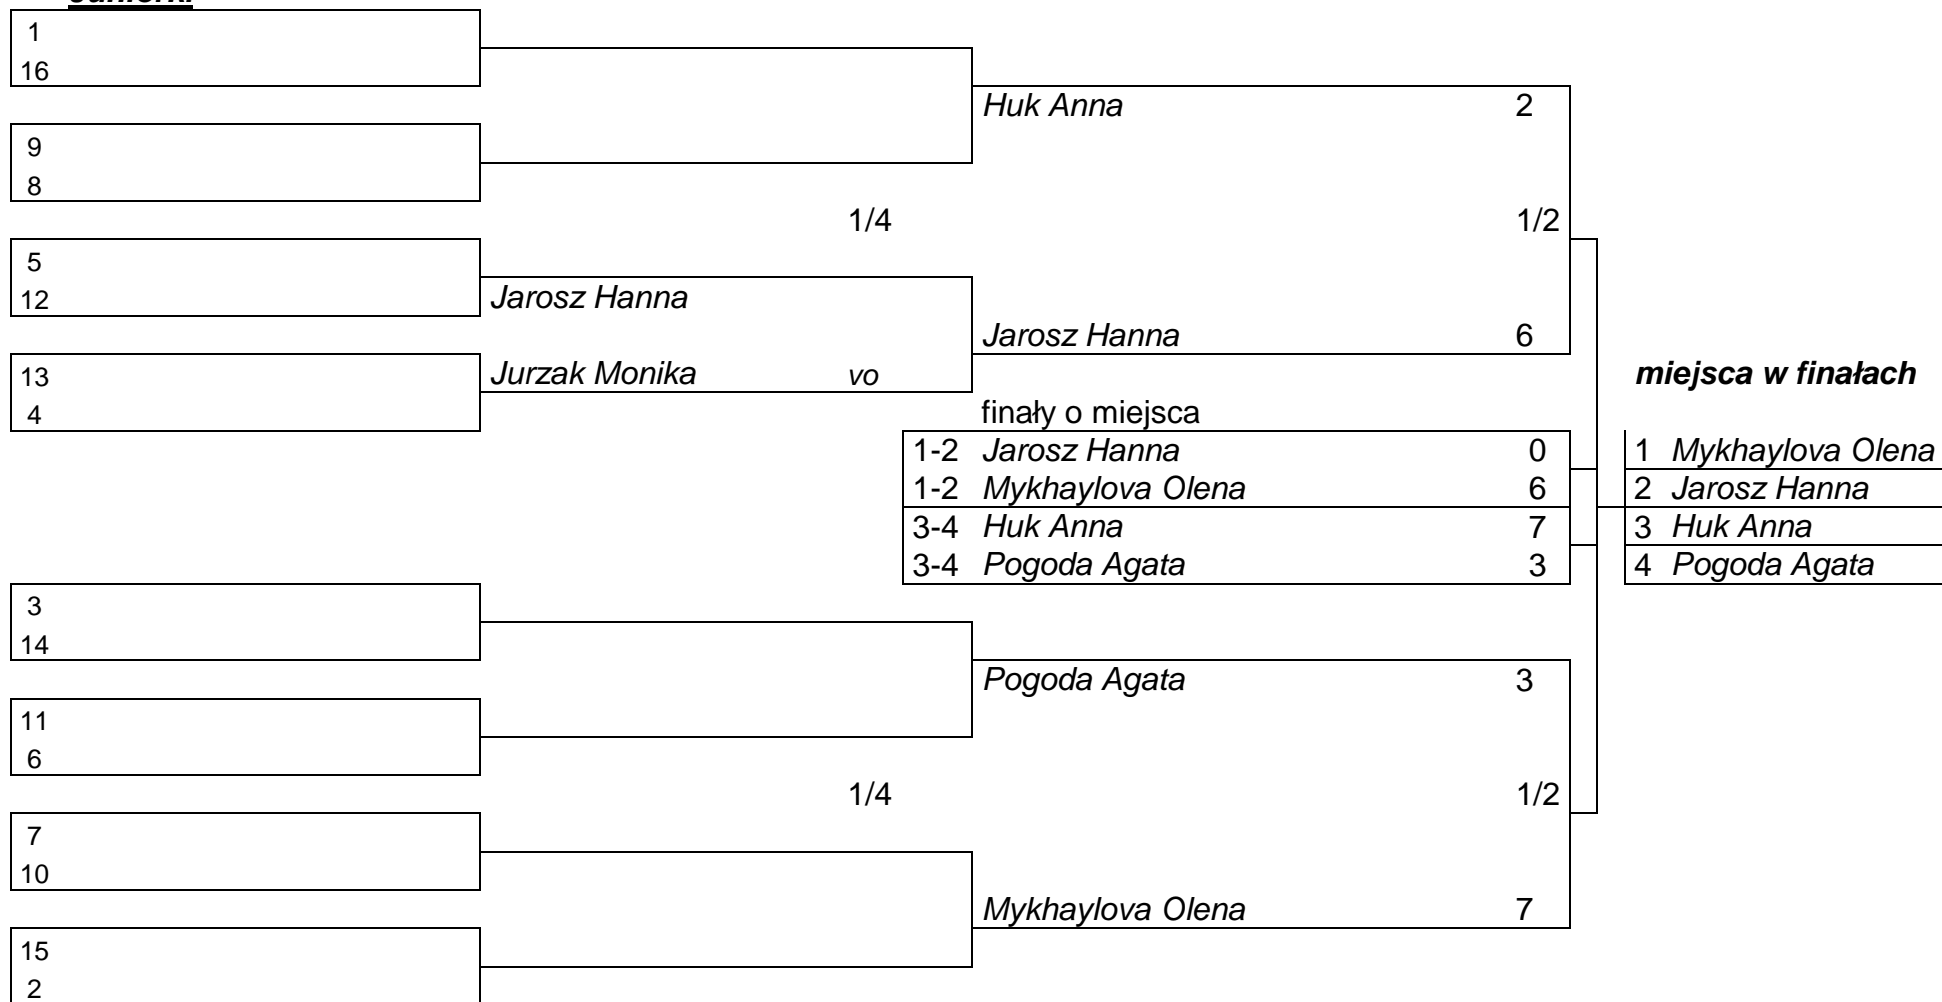 1
16
Huk Anna 2
9
8
1/4 1/2
5
12 Jarosz Hanna
Jarosz Hanna 6
13 Jurzak Monika vo miejsca w finałach
4 finały o miejsca
1-2 Jarosz Hanna 0 1 Mykhaylova Olena
1-2 Mykhaylova Olena 6 2 Jarosz Hanna
3-4 Huk Anna 7 3 Huk Anna
3-4 Pogoda Agata 3 4 Pogoda Agata
3
14
Pogoda Agata 3
11
6
1/4 1/2
7
10
Mykhaylova Olena 7
15
2